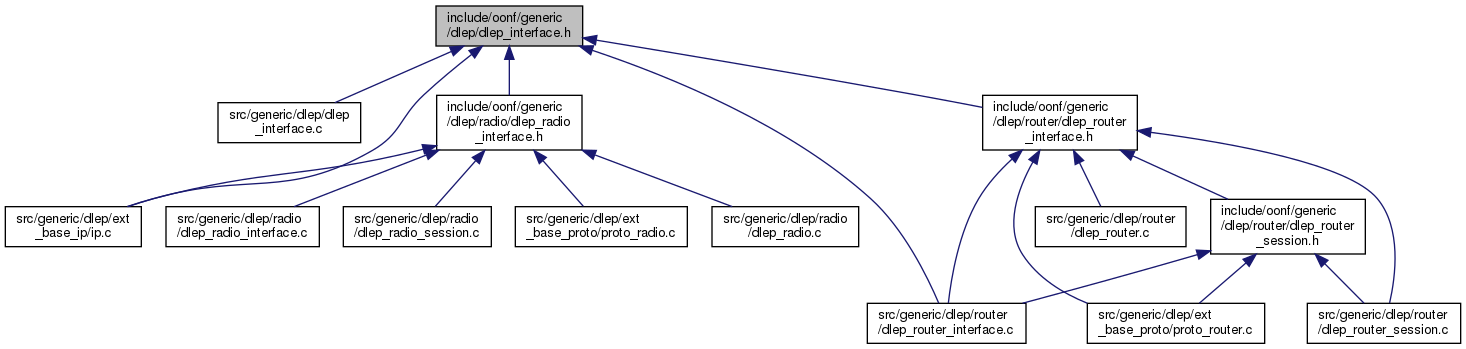 include/oonf/generic
/dlep/dlep_interface.h
src/generic/dlep/dlep
_interface.c
include/oonf/generic
/dlep/radio/dlep_radio
_interface.h
include/oonf/generic
/dlep/router/dlep_router
_interface.h
src/generic/dlep/ext
_base_ip/ip.c
src/generic/dlep/radio
/dlep_radio_interface.c
src/generic/dlep/radio
/dlep_radio_session.c
src/generic/dlep/ext
_base_proto/proto_radio.c
src/generic/dlep/radio
/dlep_radio.c
src/generic/dlep/router
/dlep_router.c
include/oonf/generic
/dlep/router/dlep_router
_session.h
src/generic/dlep/router
/dlep_router_interface.c
src/generic/dlep/ext
_base_proto/proto_router.c
src/generic/dlep/router
/dlep_router_session.c